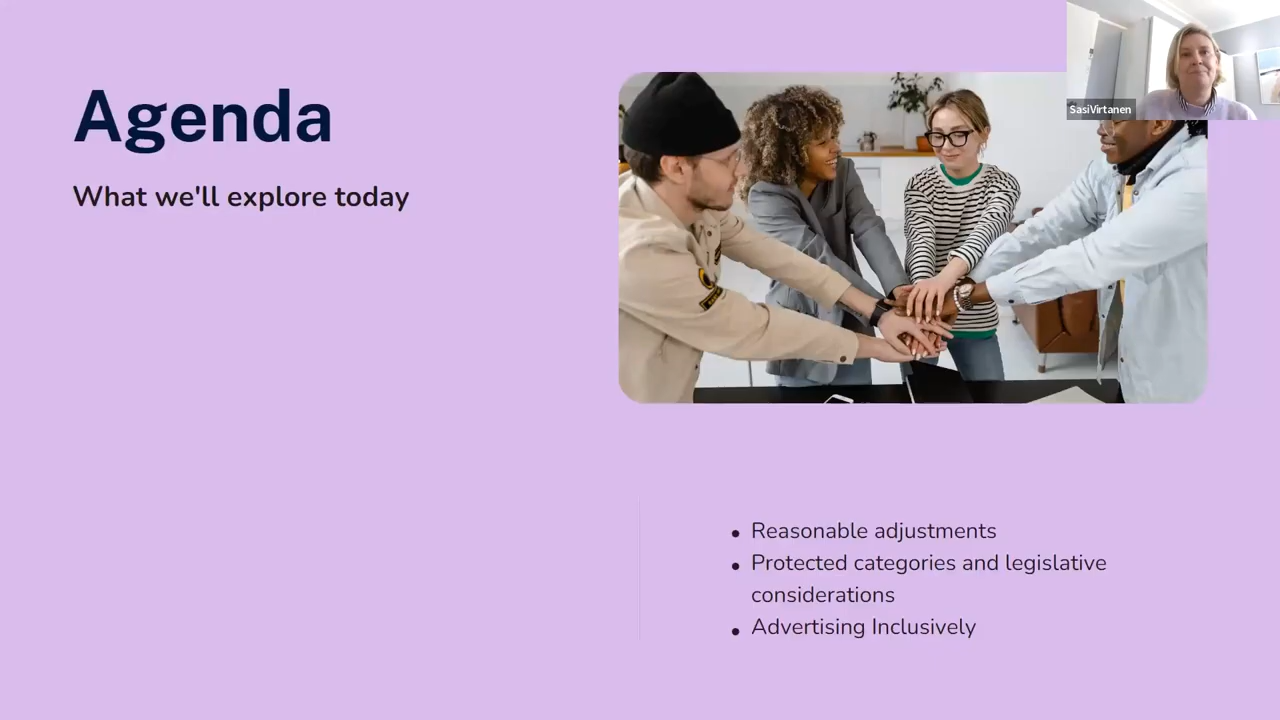 Agenda
What we'll explore today
SasiVirtanen
• Reasonable adjustments
• Protected categories and legislative
considerations
• Advertising Inclusively